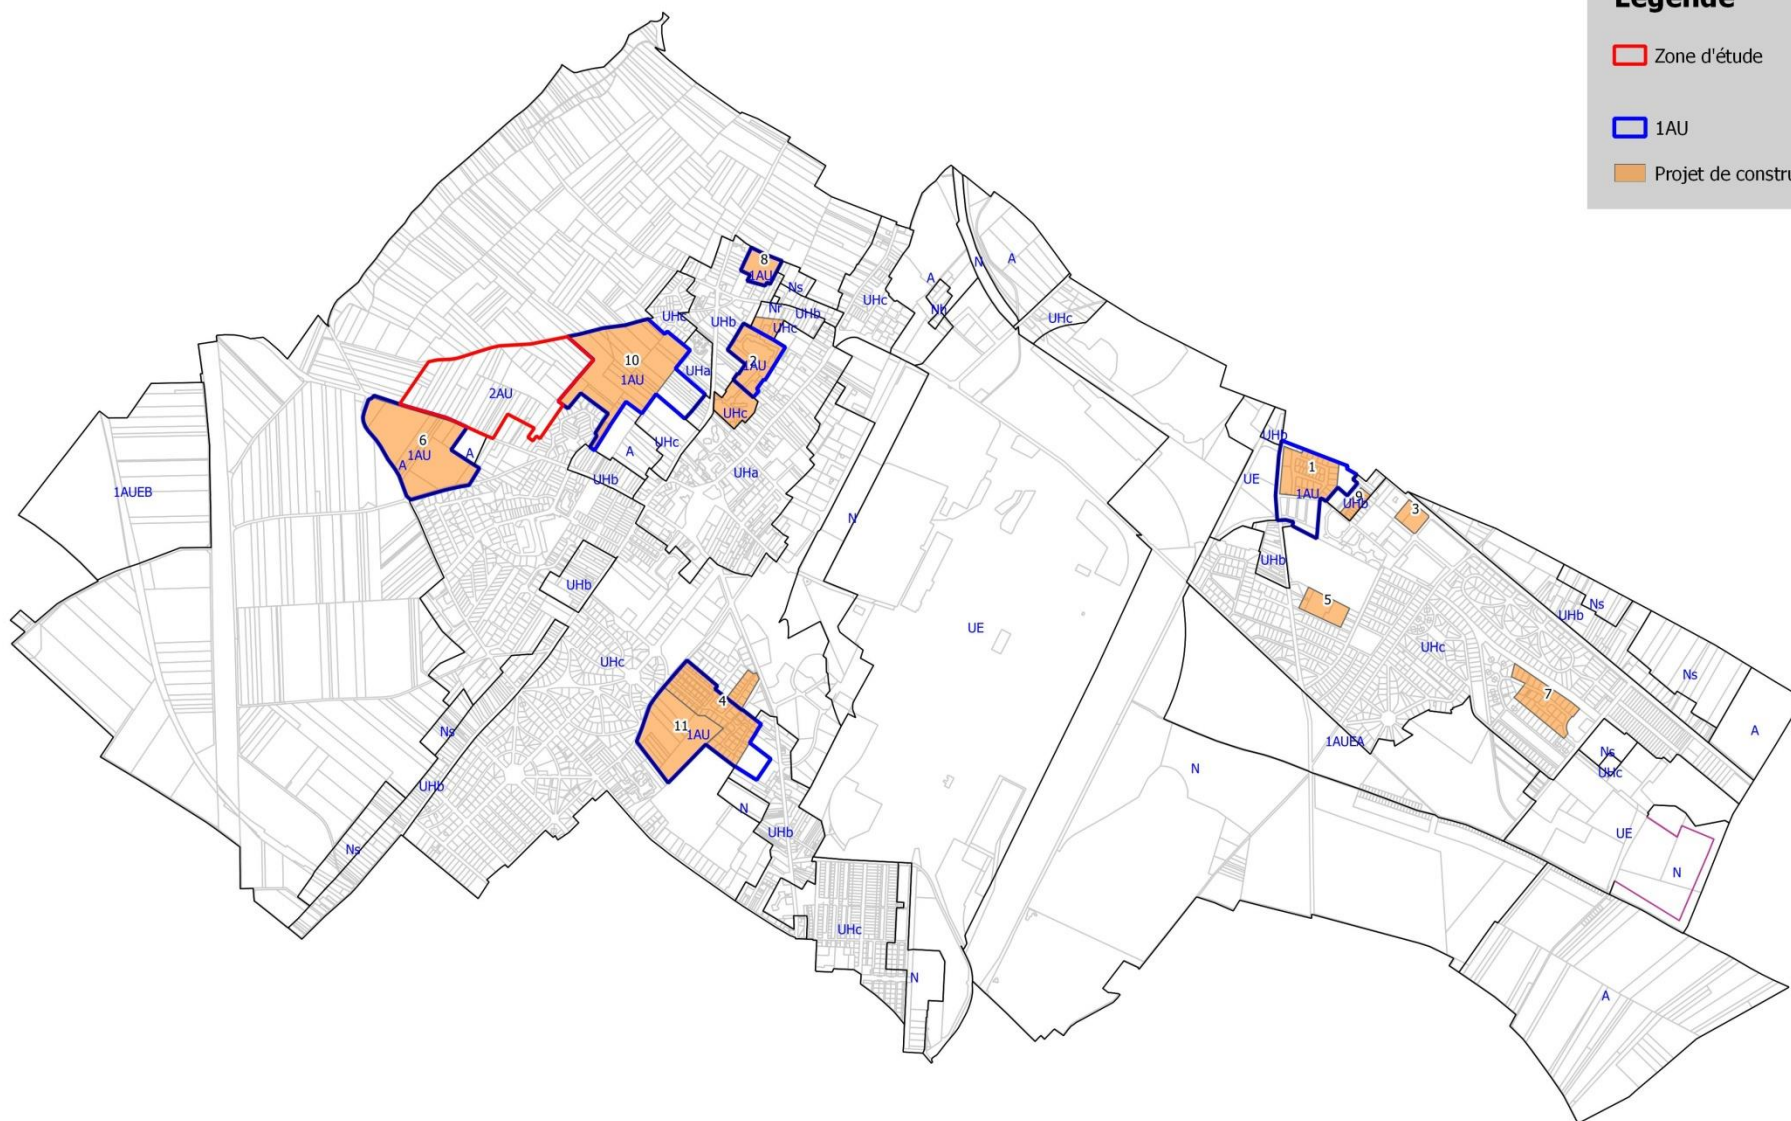 Légende
Zone d'étude
1AU
Projet de constru
8
1AU
Ns
Nr
UHb
UHc
UHc
UHb
UHc
A
N
A
Nh
UHc
10
1AU
UHa
2
1AU
UHc
2AU
6
1AU
A
A
UHc
A
UHb
UHa
1AUEB
N
UHb
UE
1
1AU
9
UHb
3
UHb
UHb
5
UHc
Ns
UHb
Ns
UE
UHc
4
11
1AU
7
A
Ns
UHb
1AUEA
Ns
UHc
N
N
UHb
Ns
UE
N
UHc
N
A